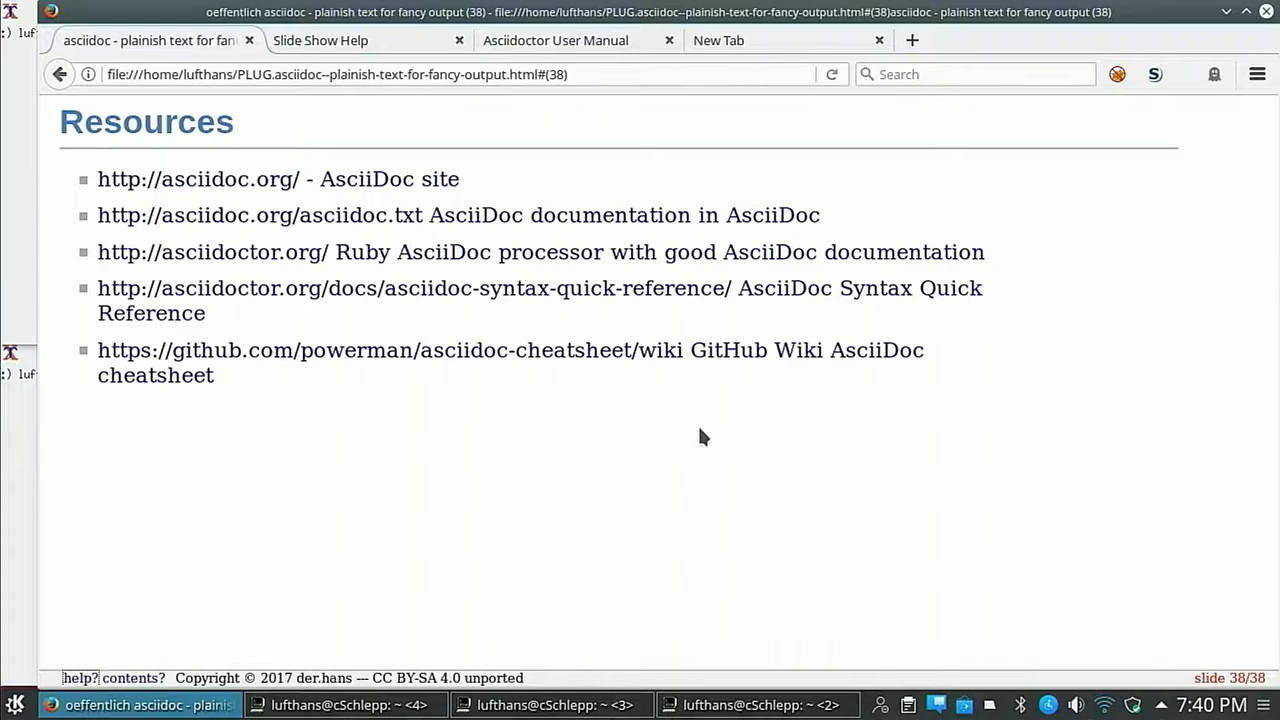 oeffentlich asciidoc - plainish text for fancy output (38) - file:///home/lufthans/PLUG.asciidoc--plainish-text-for-fancy-output.html#(38)asciidoc - plainish text for fancy output (38)
:) luf
asciidoc - plainish text for fan
Slide Show Help
Asciidoctor User Manual
New Tab
file:///home/lufthans/PLUG.asciidoc--plainish-text-for-fancy-output.html#(38)
Search
Resources
http://asciidoc.org/ - AsciiDoc site
http://asciidoc.org/asciidoc.txt AsciiDoc documentation in AsciiDoc
http://asciidoctor.org/ Ruby AsciiDoc processor with good AsciiDoc documentation
http://asciidoctor.org/docs/asciidoc-syntax-quick-reference/ AsciiDoc Syntax Quick
Reference
https://github.com/powerman/asciidoc-cheatsheet/wiki GitHub Wiki AsciiDoc
cheatsheet
:) luf
help? contents? Copyright © 2017 der.hans --- CC BY-SA 4.0 unported
slide 38/38
oeffentlich asciidoc - plainis
lufthans@cSchlepp: ~ <4>
lufthans@cSchlepp: ~ <3>
lufthans@cSchlepp: ~ <2>
7:40 PM